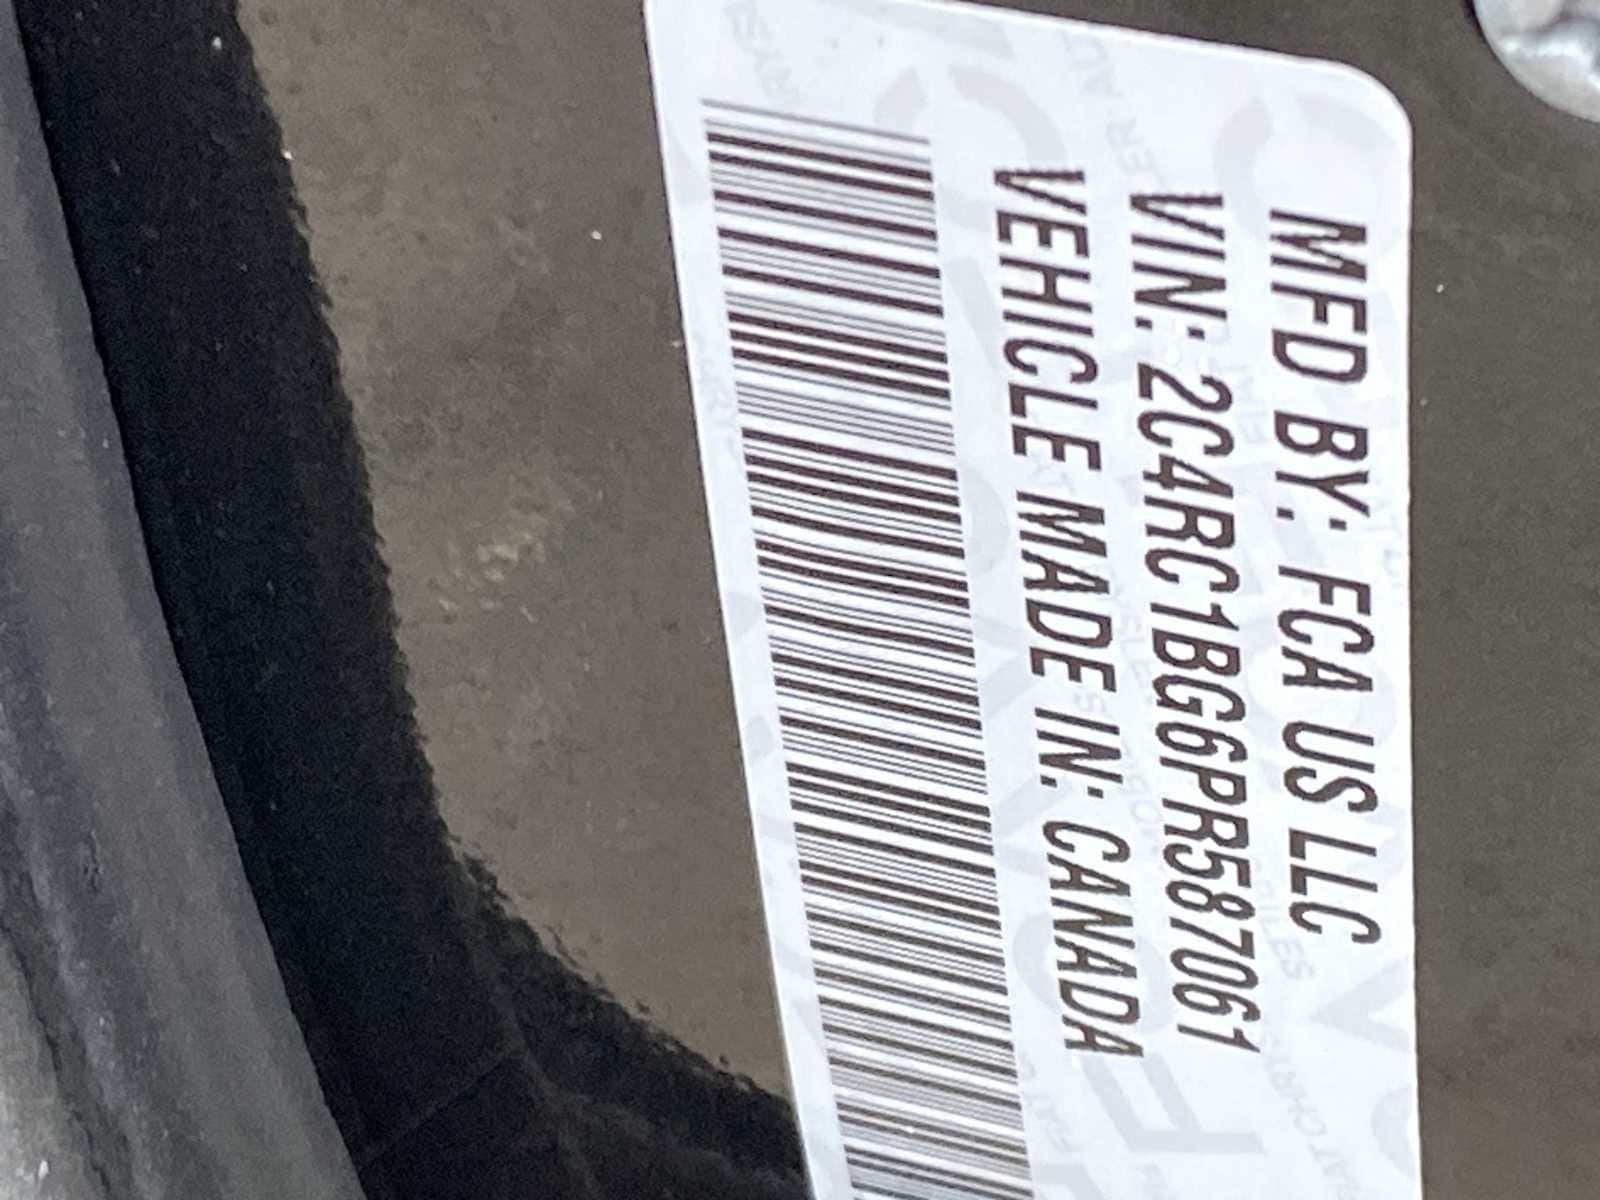 MFD BY: FCA US LLC
VIN: 2C4RC1BG6PR587061
VEHICLE MADE IN: CANADA